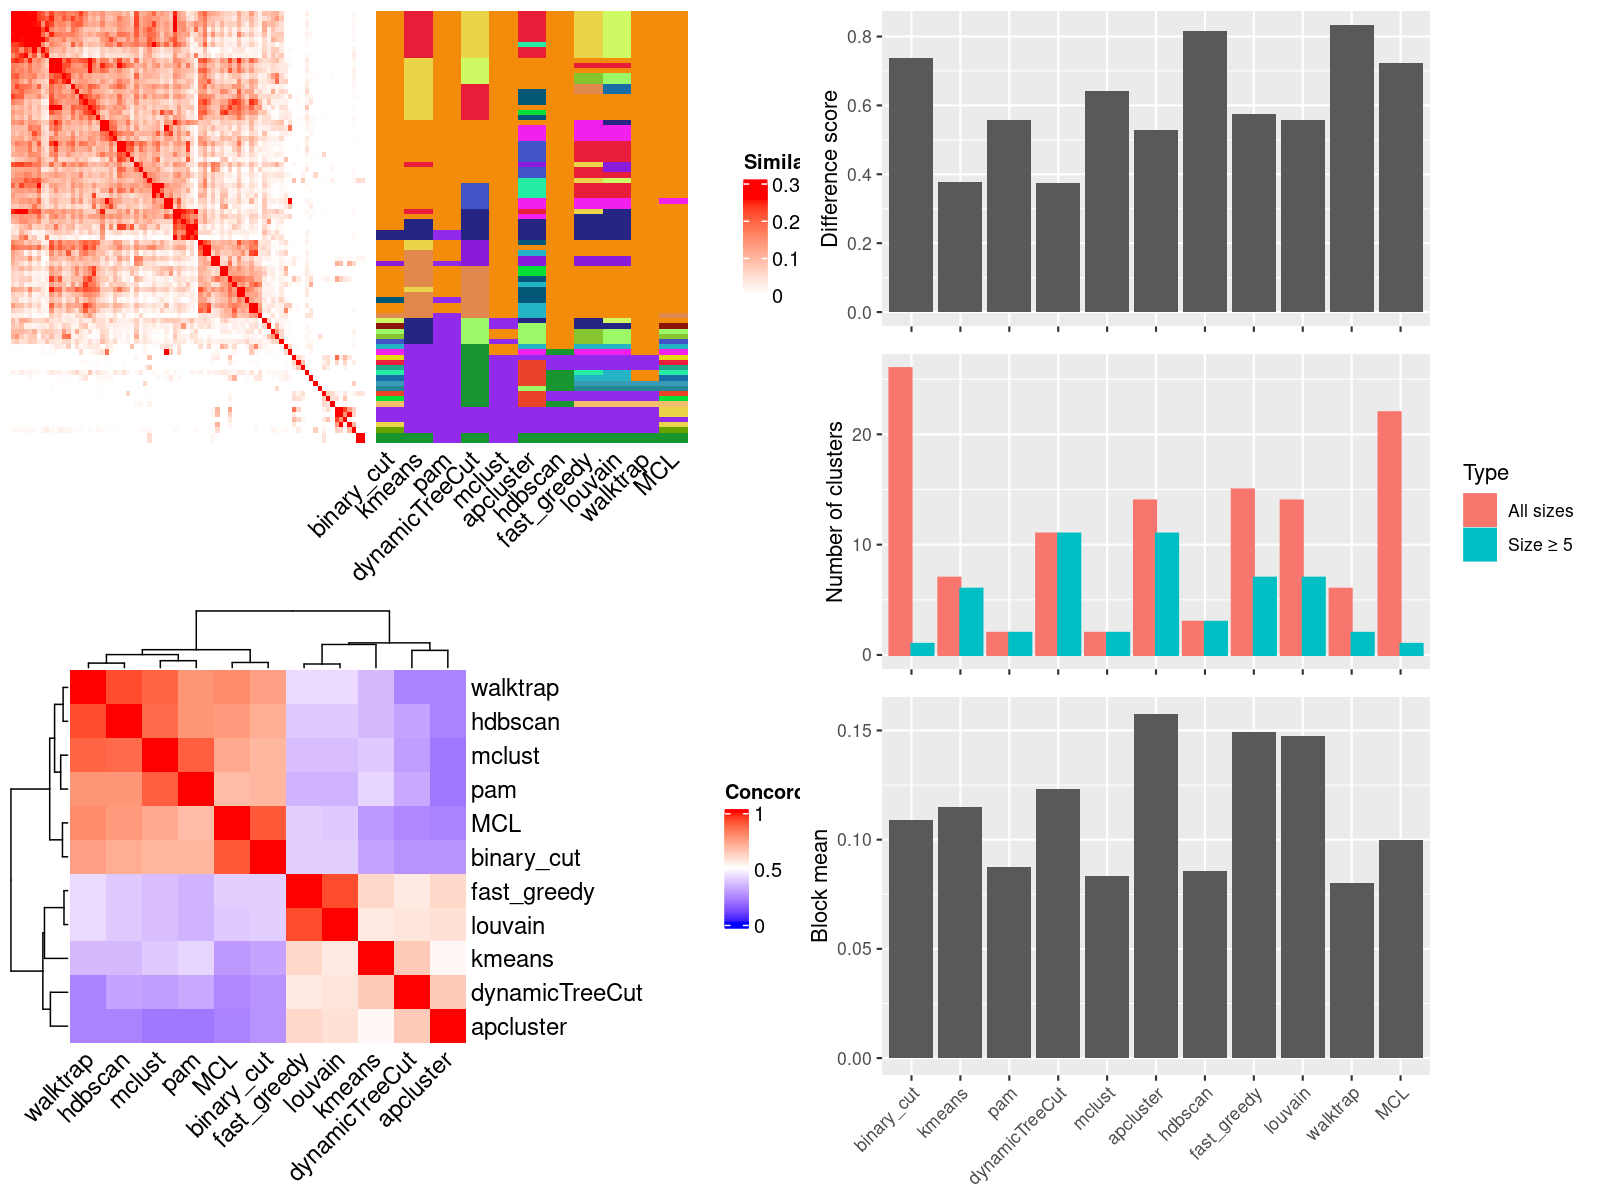 Simila
0.3
0.2
0.1
0
binary_cut
kmeans
pam
dynamicTreeCut
mclust
apcluster
hdbscan
fast_greedy
louvain
walktrap
MCL
walktrap
hdbscan
mclust
pam
MCL
binary_cut
fast_greedy
louvain
kmeans
dynamicTreeCut
apcluster
Concord
1
0.5
0
walktrap
hdbscan
mclust
pam
MCL
binary_cut
fast_greedy
louvain
kmeans
dynamicTreeCut
apcluster
Difference score
0.8
0.6
0.4
0.2
0.0
Number of clusters
20
10
0
Type
All sizes
Size ≥ 5
Block mean
0.15
0.10
0.05
0.00
binary_cut
kmeans
pam
dynamicTreeCut
mclust
apcluster
hdbscan
fast_greedy
louvain
walktrap
MCL